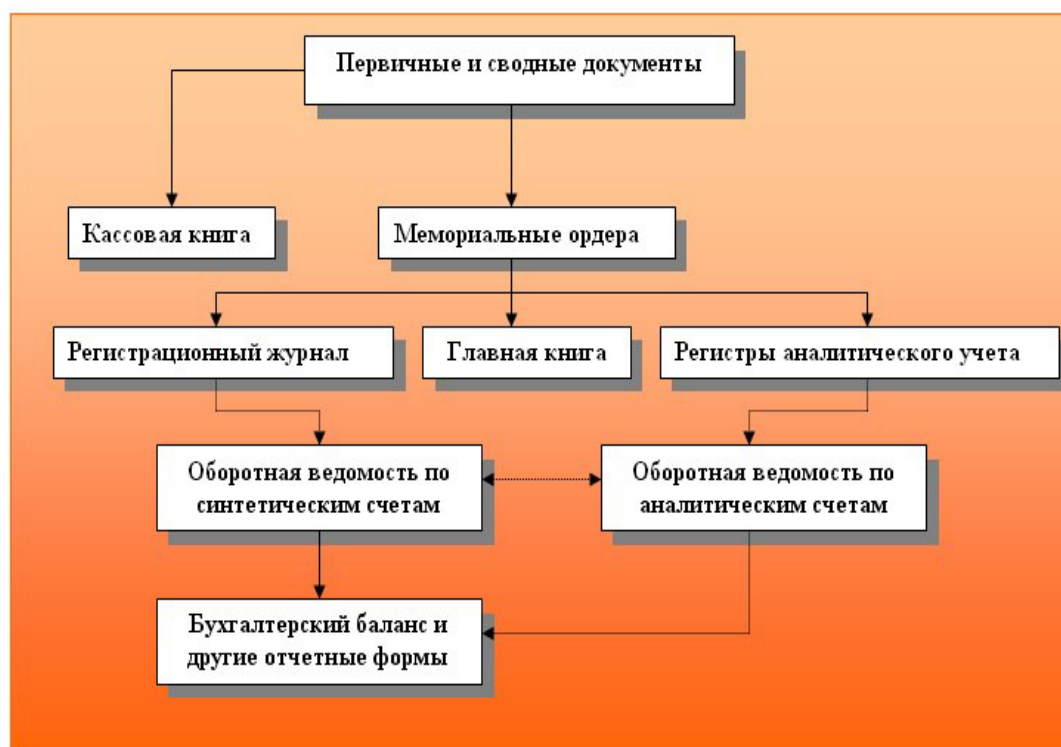 Первичные и сводные документы
Кассовая книга
Мемориальные ордера
Регистрационный журнал
Главная книга
Регистры аналитического учета
Оборотная ведомость по
синтетическим счетам
Оборотная ведомость по
аналитическим счетам
Бухгалтерский баланс и
другие отчетные формы